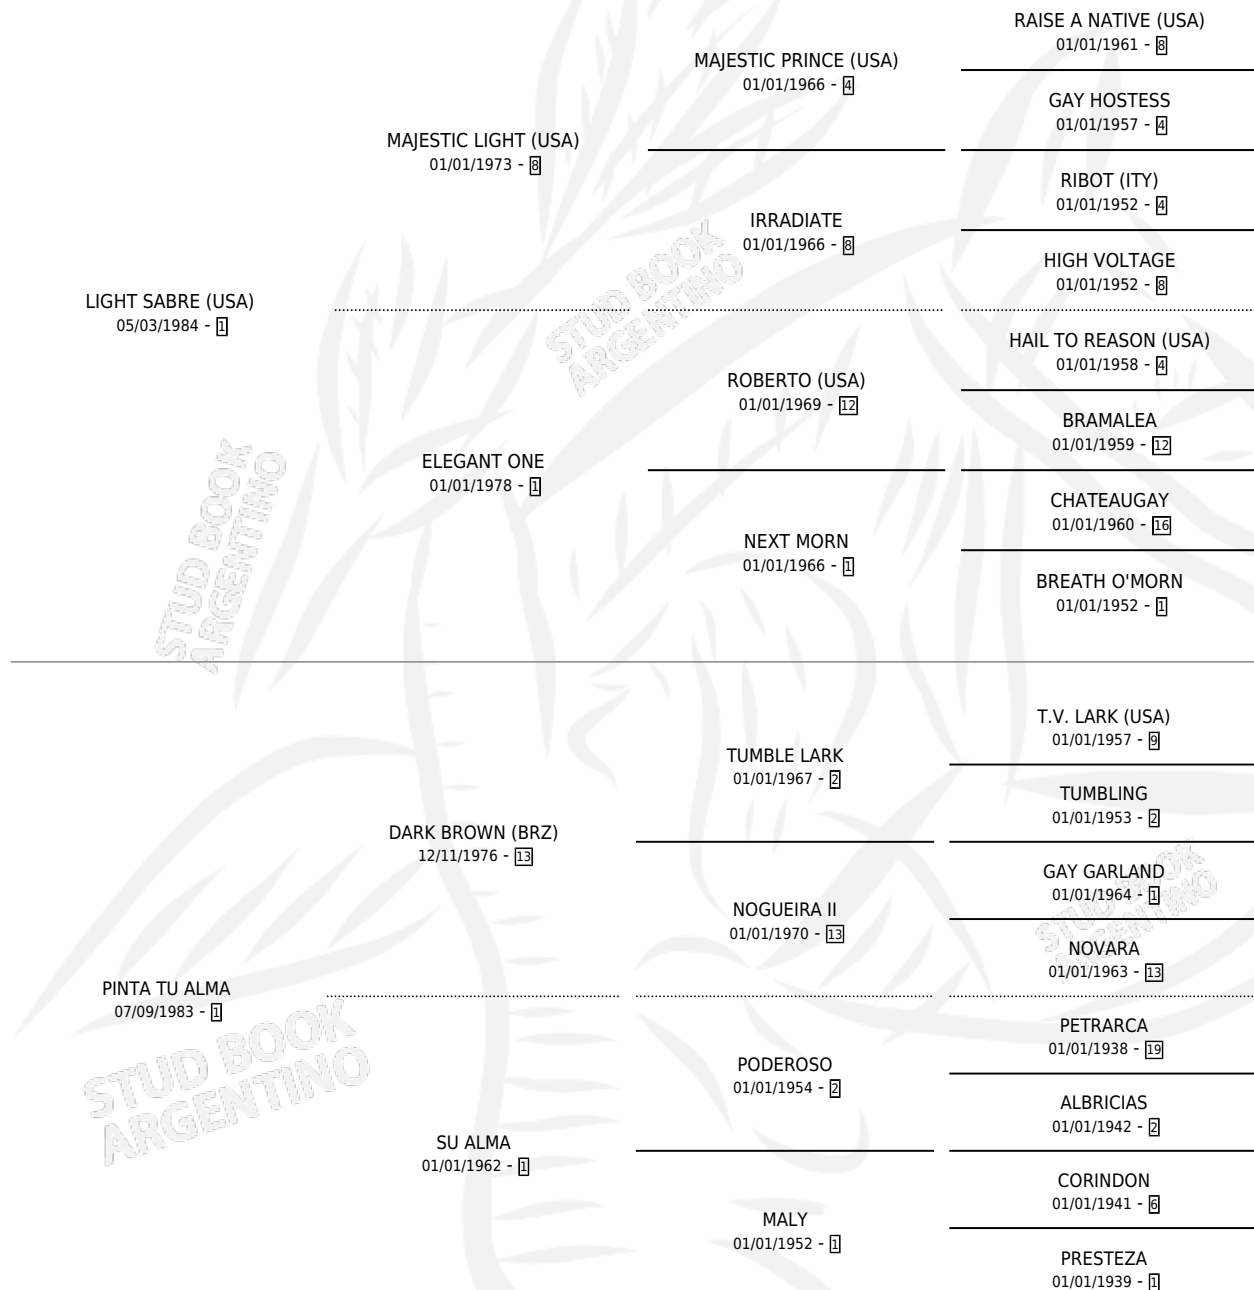 RAISE A NATIVE (USA)
01/01/1961 - 8
MAJESTIC PRINCE (USA)
01/01/1966 - 4
GAY HOSTESS
01/01/1957 - 4
MAJESTIC LIGHT (USA)
01/01/1973 - 8
RIBOT (ITY)
01/01/1952 - 4
IRRADIATE
01/01/1966 - 8
HIGH VOLTAGE
01/01/1952 - 8
LIGHT SABRE (USA)
05/03/1984 - 1
STUD BOOK
ARGENTINO
HAIL TO REASON (USA)
01/01/1958 - 4
ROBERTO (USA)
01/01/1969 - 12
BRAMALEA
01/01/1959 - 12
ELEGANT ONE
01/01/1978 - 1
CHATEAUGAY
01/01/1960 - 16
NEXT MORN
01/01/1966 - 1
BREATH O'MORN
01/01/1952 - 1
STUD BOOK
ARGENTINO
T.V. LARK (USA)
01/01/1957 - 9
TUMBLE LARK
01/01/1967 - 2
TUMBLING
01/01/1953 - 2
DARK BROWN (BRZ)
12/11/1976 - 13
GAY GARLAND
01/01/1964 - 1
NOGUEIRA II
01/01/1970 - 13
STUD BOOK
ARGENTINO
NOVARA
01/01/1963 - 13
PINTA TU ALMA
07/09/1983 - 1
STUD BOOK
ARGENTINO
PETRARCA
01/01/1938 - 19
PODEROSO
01/01/1954 - 2
ALBRICIAS
01/01/1942 - 2
SU ALMA
01/01/1962 - 1
CORINDON
01/01/1941 - 6
MALY
01/01/1952 - 1
PRESTEZA
01/01/1939 - 1